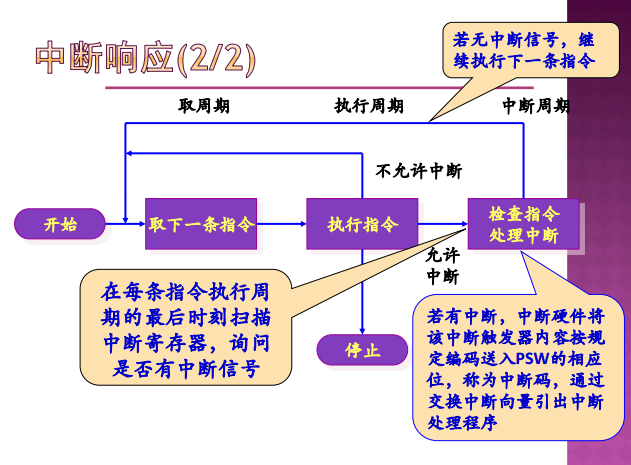 中断响应(2/2)
若无中断信号，继
续执行下一条指令
取周期
执行周期
中断周期
不允许中断
开始
取下一条指令
执行指令
检查指令
处理中断
允许
中断
在每条指令执行周
期的最后时刻扫描
中断寄存器，询问
是否有中断信号
停止
若有中断，中断硬件将
该中断触发器内容按规
定编码送入PSW的相应
位，称为中断码，通过
交换中断向量引出中断
处理程序